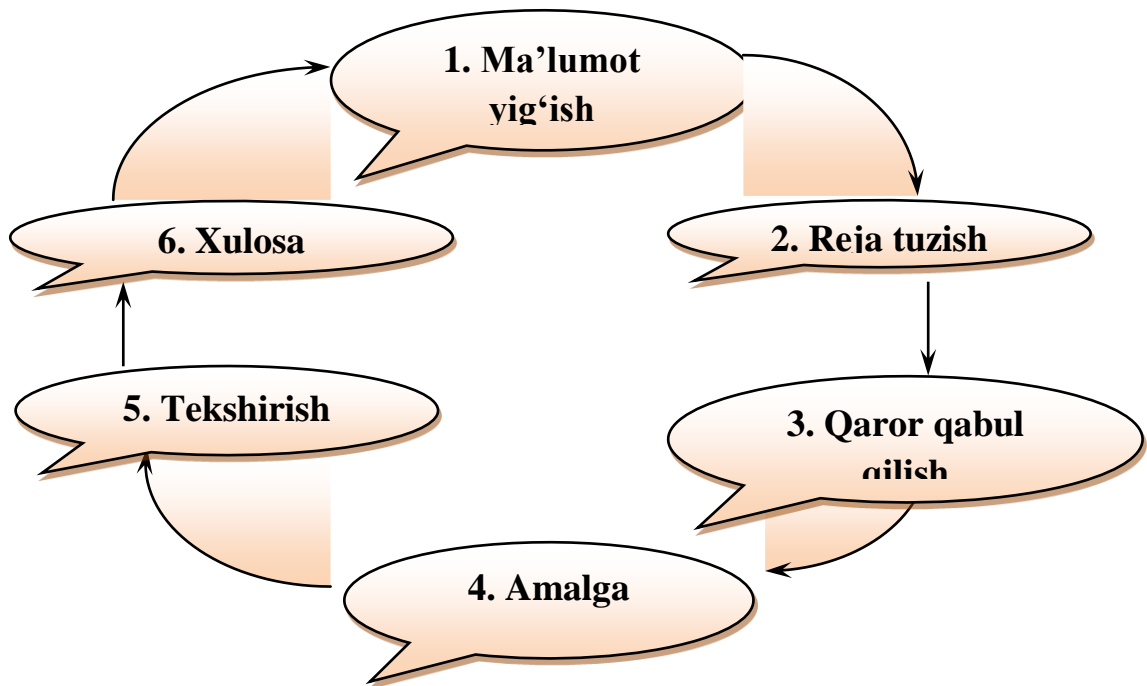 1. Ma’lumot
yig‘ish
2. Reja tuzish
3. Qaror qabul
qilish
4. Amalga
5. Tekshirish
6. Xulosa